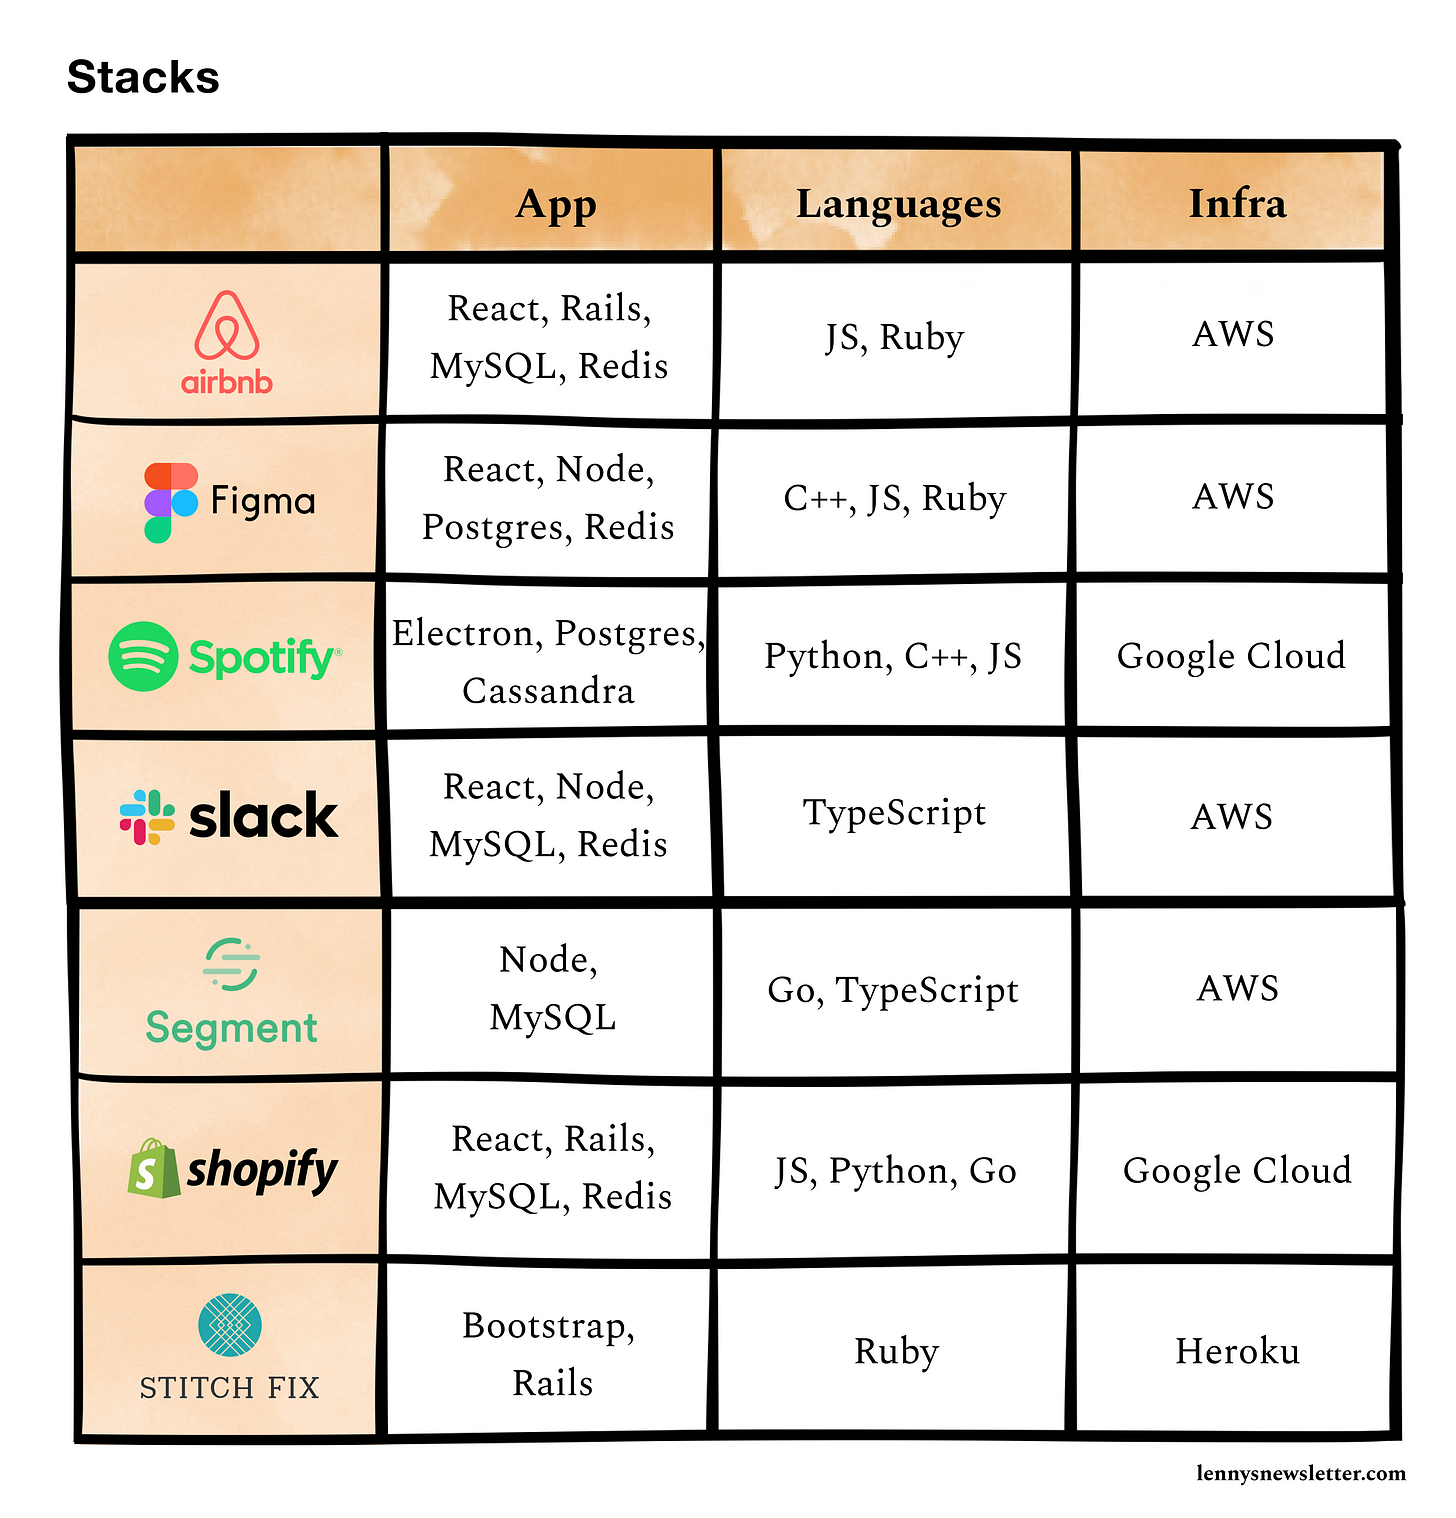 Stacks
App
Languages
Infra
airbnb
React, Rails,
MySQL, Redis
JS, Ruby
AWS
Figma
React, Node,
Postgres, Redis
C++, JS, Ruby
AWS
Spotify®
Electron, Postgres,
Cassandra
Python, C++, JS
Google Cloud
slack
React, Node,
MySQL, Redis
TypeScript
AWS
Segment
Node,
MySQL
Go, TypeScript
AWS
shopify
React, Rails,
MySQL, Redis
JS, Python, Go
Google Cloud
STITCH FIX
Bootstrap,
Rails
Ruby
Heroku
lennysnewsletter.com